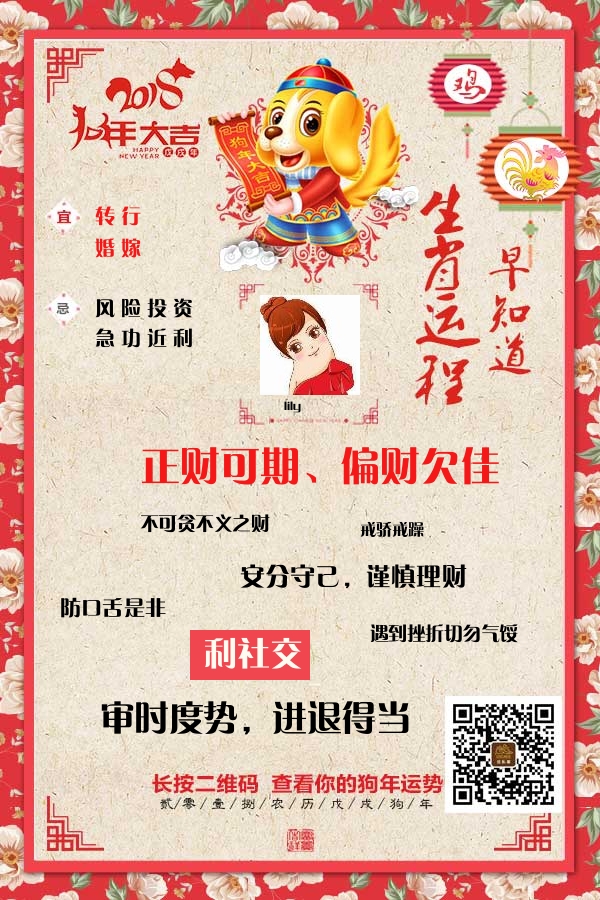 2018
狗年大吉
HAPPY
NEW YEAR 戊戌年
狗年大吉
鸡
生肖运程
早知道
宜
转行
婚嫁
忌
风险投资
急功近利
lily
HAPPY CHINESE NEW YEAR
正财可期、偏财欠佳
不可贪不义之财
戒骄戒躁
安分守己，谨慎理财
防口舌是非
遇到挫折切勿气馁
利社交
审时度势，进退得当
长按二维码 查看你的狗年运势
贰/零/壹/捌/农/历/戊/戌/狗/年